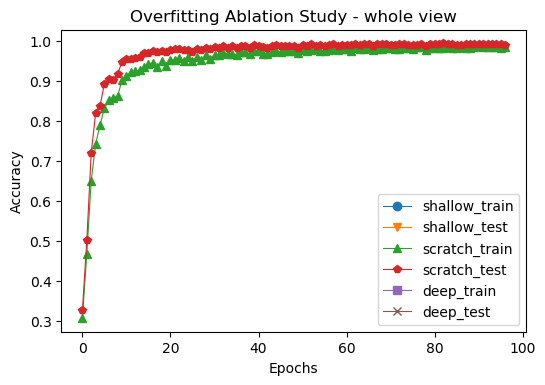 Overfitting Ablation Study - whole view
1.0
0.9
0.8
0.7
0.6
0.5
0.4
0.3
Accuracy
0
20
40
60
80
100
Epochs
shallow_train
shallow_test
scratch_train
scratch_test
deep_train
deep_test